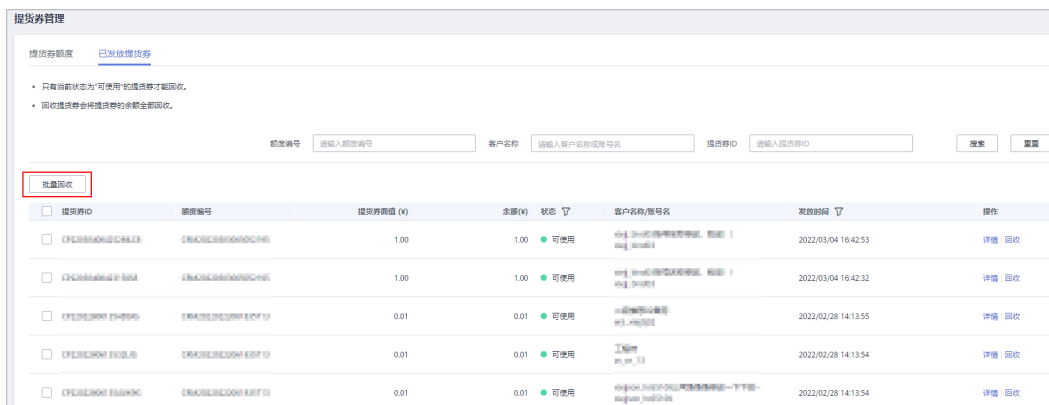 提货券管理
提货券额度 已发放提货券
• 只有当前状态为"可使用"的提货券才能回收。
• 回收提货券会将提货券的余额全部回收。
额度编号 请输入额度编号 客户名称 请输入客户名称或账号名 提货券ID 请输入提货券ID 搜索 重置
批量回收
提货券ID 额度编号 提货券面值 (¥) 余额(¥) 状态 客户名称/账号名 发放时间 操作
1.00 1.00 可使用 2022/03/04 16:42:53 详情 回收
1.00 1.00 可使用 2022/03/04 16:42:32 详情 回收
0.01 0.01 可使用 2022/02/28 14:13:55 详情 回收
0.01 0.01 可使用 2022/02/28 14:13:54 详情 回收
0.01 0.01 可使用 2022/02/28 14:13:54 详情 回收